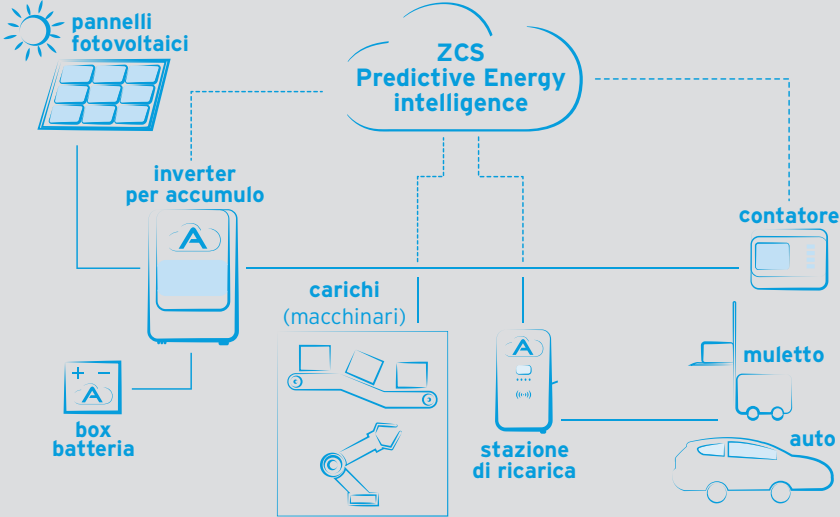 pannelli
fotovoltaici
ZCS
Predictive Energy
intelligence
inverter
per accumulo
contatore
carichi
(macchinari)
muletto
box
batteria
stazione
di ricarica
auto